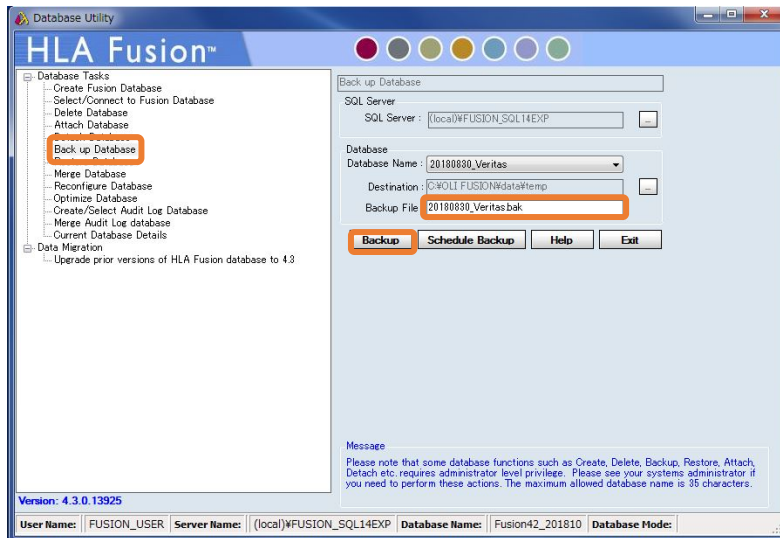 Database Utility
HLA Fusion™
Database Tasks
Create Fusion Database
Select/Connect to Fusion Database
Delete Database
Attach Database
Detach Database
Back up Database
Merge Database
Reconfigure Database
Optimize Database
Create/Select Audit Log Database
Merge Audit Log database
Current Database Details
Data Migration
Upgrade prior versions of HLA Fusion database to 4.3
Version: 4.3.0.13925
Back up Database
SQL Server
SQL Server : (local)¥FUSION_SQL14EXP ...
Database
Database Name : 20180830_Veritas
Destination : C:¥OLI FUSION¥data¥temp ...
Backup File 20180830_Veritas.bak
Backup Schedule Backup Help Exit
Message
Please note that some database functions such as Create, Delete, Backup, Restore, Attach,
Detach etc. requires administrator level privilege. Please see your systems administrator if
you need to perform these actions. The maximum allowed database name is 35 characters.
User Name: FUSION_USER Server Name: (local)¥FUSION_SQL14EXP Database Name: Fusion42_201810 Database Mode: